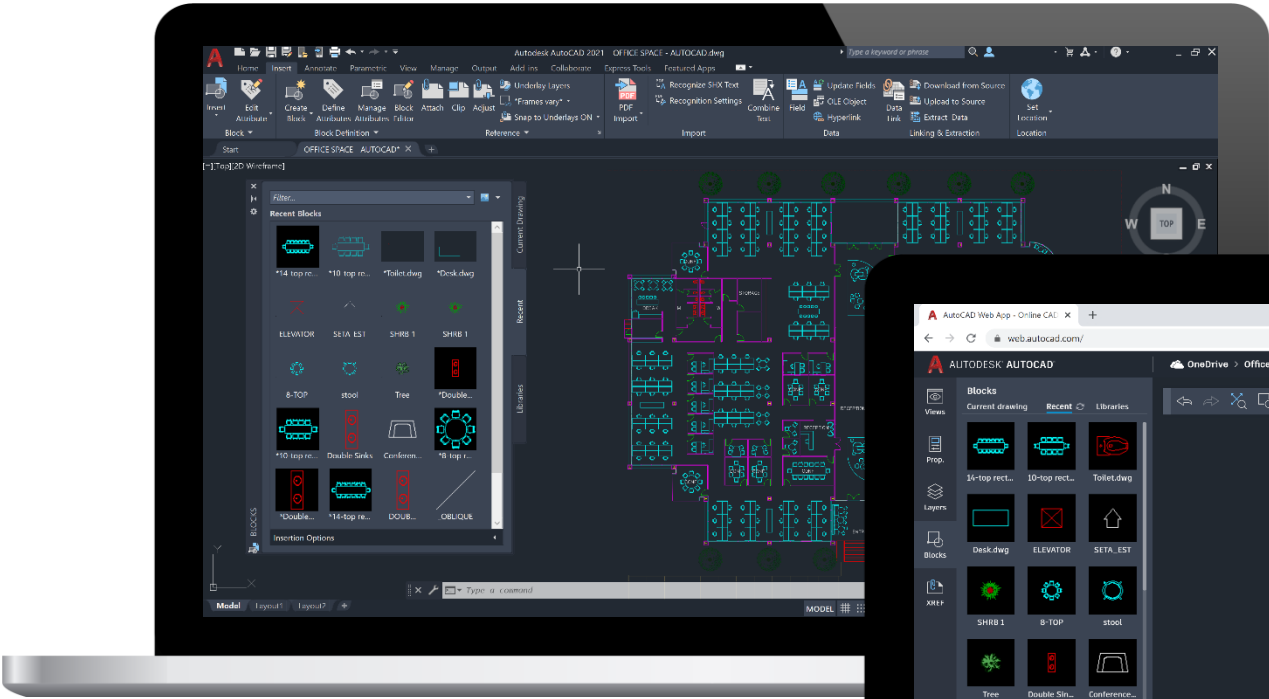 Autodesk AutoCAD 2021 OFFICE SPACE - AUTOCAD.dwg
Type a keyword or phrase
Home Insert Annotate Parametric View Manage Output Add ins Collaborate Express Tools Featured Apps
Insert
Edit
Attribute
Create
Block
Define
Attributes
Manage
Attributes
Block
Editor
Attach
Clip
Adjust
Underlay Layers
*Frames vary*
Snap to Underlays ON
PDF
PDF
Import
Recognize SHX Text
Recognition Settings
Combine
Text
Field
Update Fields
OLE Object
Hyperlink
Data
Link
Download from Source
Upload to Source
Extract Data
Set
Location
Block
Block Definition
Reference
Import
Data
Linking & Extraction
Location
Start
OFFICE SPACE AUTOCAD*
[−][Top][2D Wireframe]
Filter...
Recent Blocks
*14 top re... *10 top re... *Toilet.dwg *Desk.dwg
ELEVATOR SETA EST SHRB 1 SHRB 1
8-TOP stool Tree *Double...
*10 top re... Double Sinks Conferen... *8 top r...
*Double... *14-top re... DOUB... _OBLIQUE
Insertion Options
BLOCKS
Current Drawing
Recent
Libraries
N
W
TOP
E
STORAGE
RECEPTION
Type a command
Model Layout1 Layout2
MODEL
AutoCAD Web App - Online CAD
web.autocad.com/
AUTODESK' AUTOCAD'
OneDrive > Office
Views
Prop.
Layers
Blocks
XREF
Blocks
Current drawing Recent Libraries
14-top rect... 10-top rect... Toilet.dwg
Desk.dwg ELEVATOR SETA_EST
SHRB 1 8-TOP stool
Tree Double Sin... Conference...